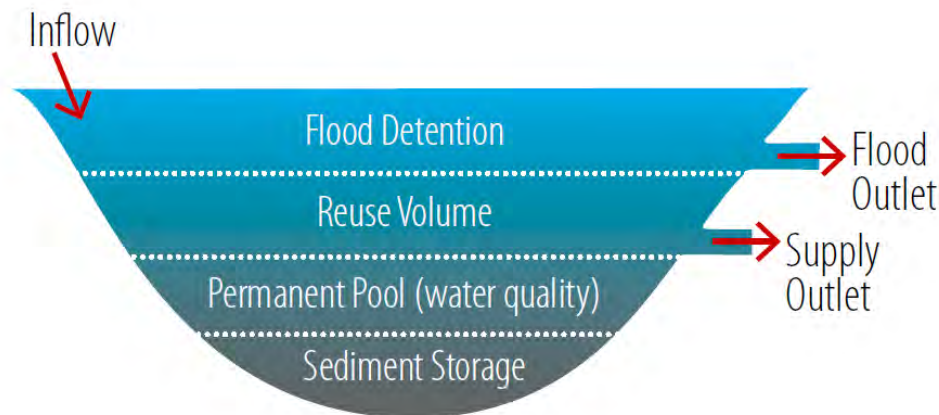 Inflow
Flood Detention
Flood
Outlet
Reuse Volume
Supply
Outlet
Permanent Pool (water quality)
Sediment Storage